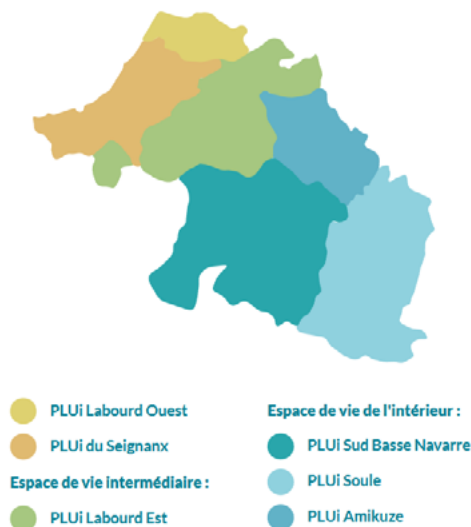 PLUi Labourd Ouest
PLUi du Seignanx
Espace de vie intermédiaire :
PLUi Labourd Est
Espace de vie de l'intérieur :
PLUi Sud Basse Navarre
PLUi Soule
PLUi Amikuze